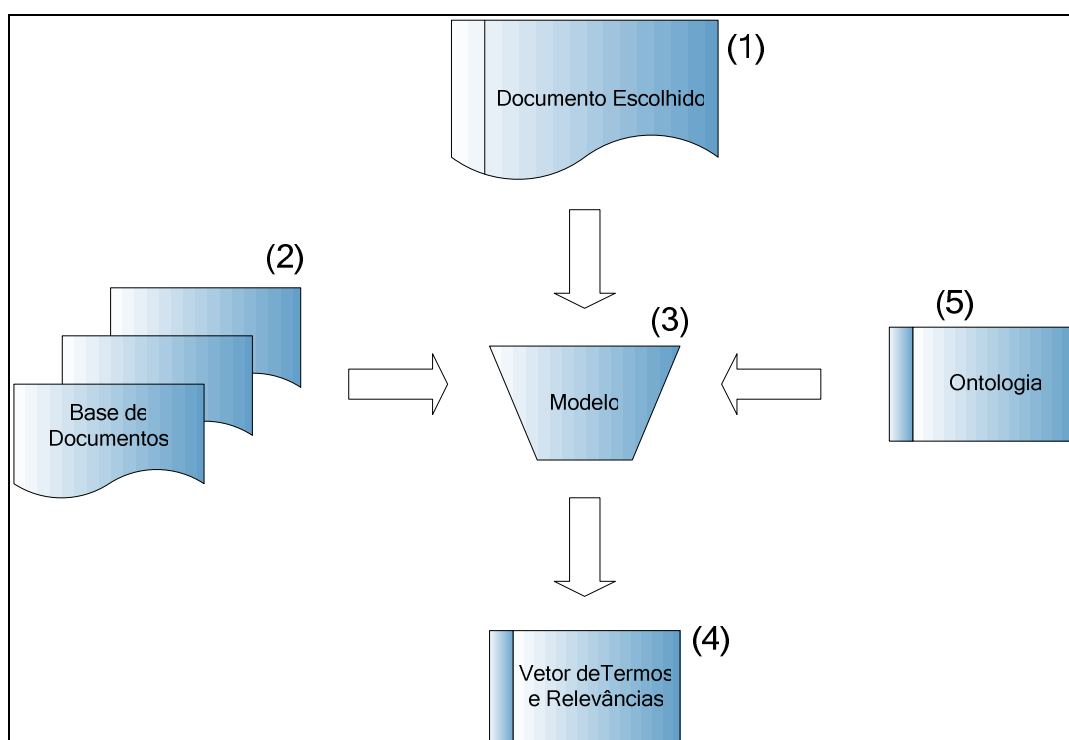 (1)
Documento Escolhido
(2)
Base de
Documentos
(3)
Modelo
(5)
Ontologia
(4)
Vetor deTermos
e Relevâncias